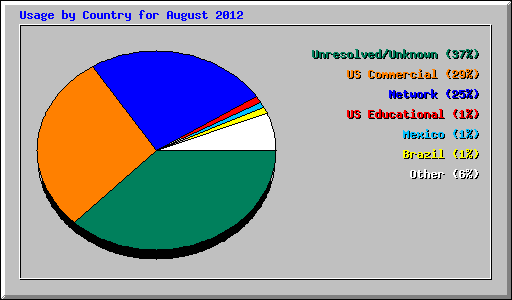 Usage by Country for August 2012
Unresolved/Unknown (37%)
US Commercial (29%)
Network (25%)
US Educational (1%)
Mexico (1%)
Brazil (1%)
Other (6%)